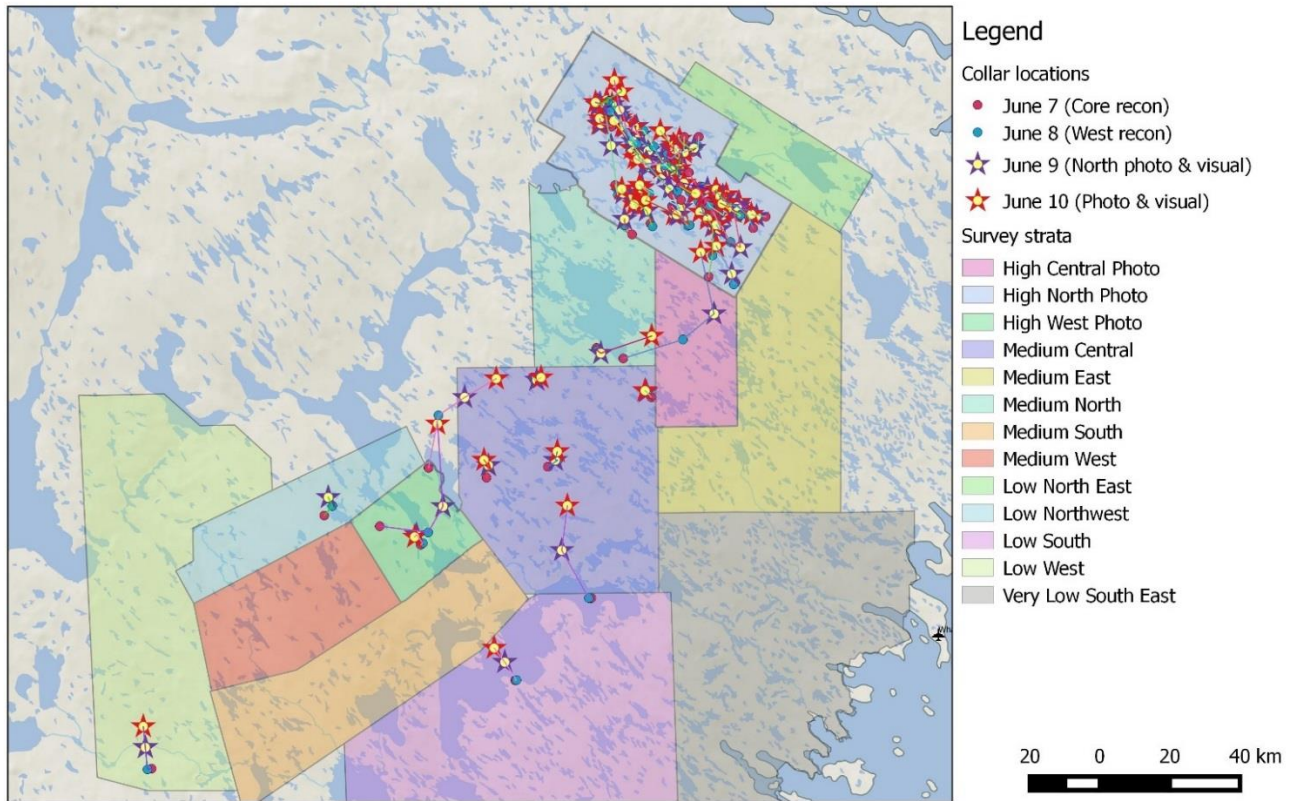 Legend
Collar locations
June 7 (Core recon)
June 8 (West recon)
June 9 (North photo & visual)
June 10 (Photo & visual)
Survey strata
High Central Photo
High North Photo
High West Photo
Medium Central
Medium East
Medium North
Medium South
Medium West
Low North East
Low Northwest
Low South
Low West
Very Low South East
20 0 20 40 km